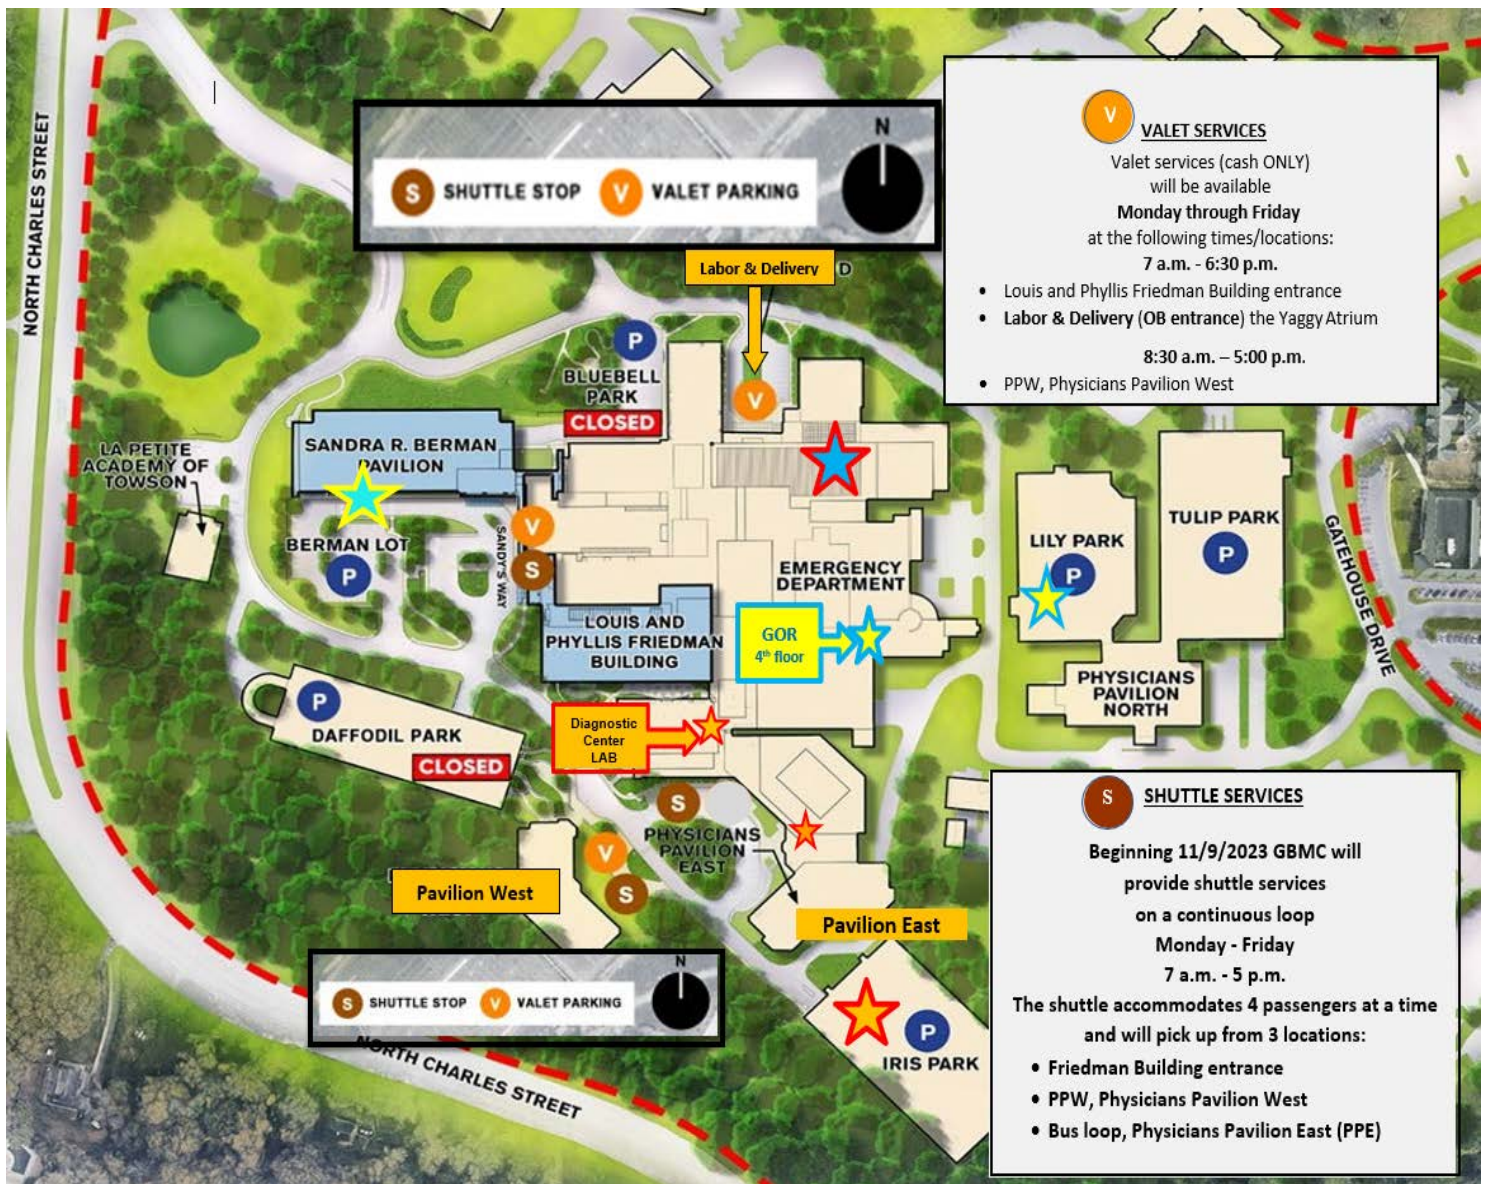 NORTH CHARLES STREET
N
S SHUTTLE STOP V VALET PARKING
V VALET SERVICES
Valet services (cash ONLY)
will be available
Monday through Friday
at the following times/locations:
7 a.m. - 6:30 p.m.
• Louis and Phyllis Friedman Building entrance
• Labor & Delivery (OB entrance) the Yaggy Atrium
8:30 a.m. – 5:00 p.m.
• PPW, Physicians Pavilion West
Labor & Delivery D
P
BLUEBELL
PARK
CLOSED
V
SANDRA R. BERMAN
PAVILION
LA PETITE
ACADEMY OF
TOWSON
BERMAN LOT
P
V
S
SANDY'S WAY
LOUIS AND
PHYLLIS FRIEDMAN
BUILDING
EMERGENCY
DEPARTMENT
GOR
4th floor
LILY PARK
P
TULIP PARK
P
GATEHOUSE DRIVE
PHYSICIANS
PAVILION
NORTH
P
DAFFODIL PARK
CLOSED
Diagnostic
Center
LAB
S
PHYSICIANS
PAVILION
EAST
V
S
Pavilion West
Pavilion East
N
S SHUTTLE STOP V VALET PARKING
P
IRIS PARK
NORTH CHARLES STREET
S SHUTTLE SERVICES
Beginning 11/9/2023 GBMC will
provide shuttle services
on a continuous loop
Monday - Friday
7 a.m. - 5 p.m.
The shuttle accommodates 4 passengers at a time
and will pick up from 3 locations:
• Friedman Building entrance
• PPW, Physicians Pavilion West
• Bus loop, Physicians Pavilion East (PPE)